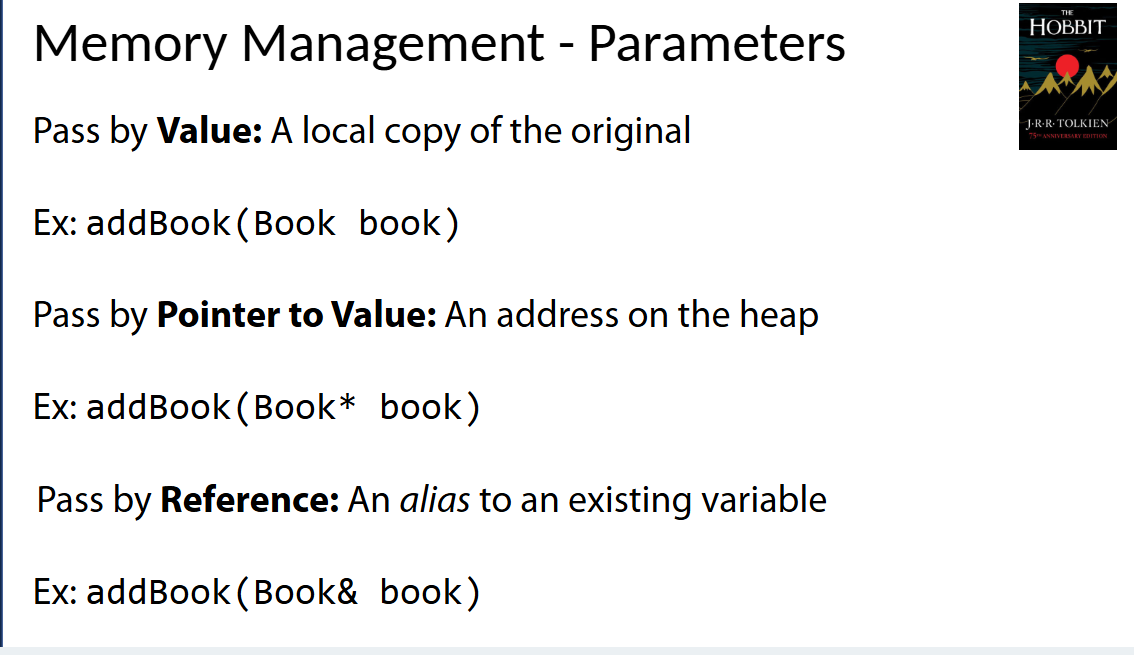 Memory Management - Parameters
THE
HOBBIT
J·R·R· TOLKIEN
75TH ANNIVERSARY EDITION
Pass by Value: A local copy of the original
Ex: addBook(Book book)
Pass by Pointer to Value: An address on the heap
Ex: addBook(Book* book)
Pass by Reference: An alias to an existing variable
Ex: addBook(Book& book)